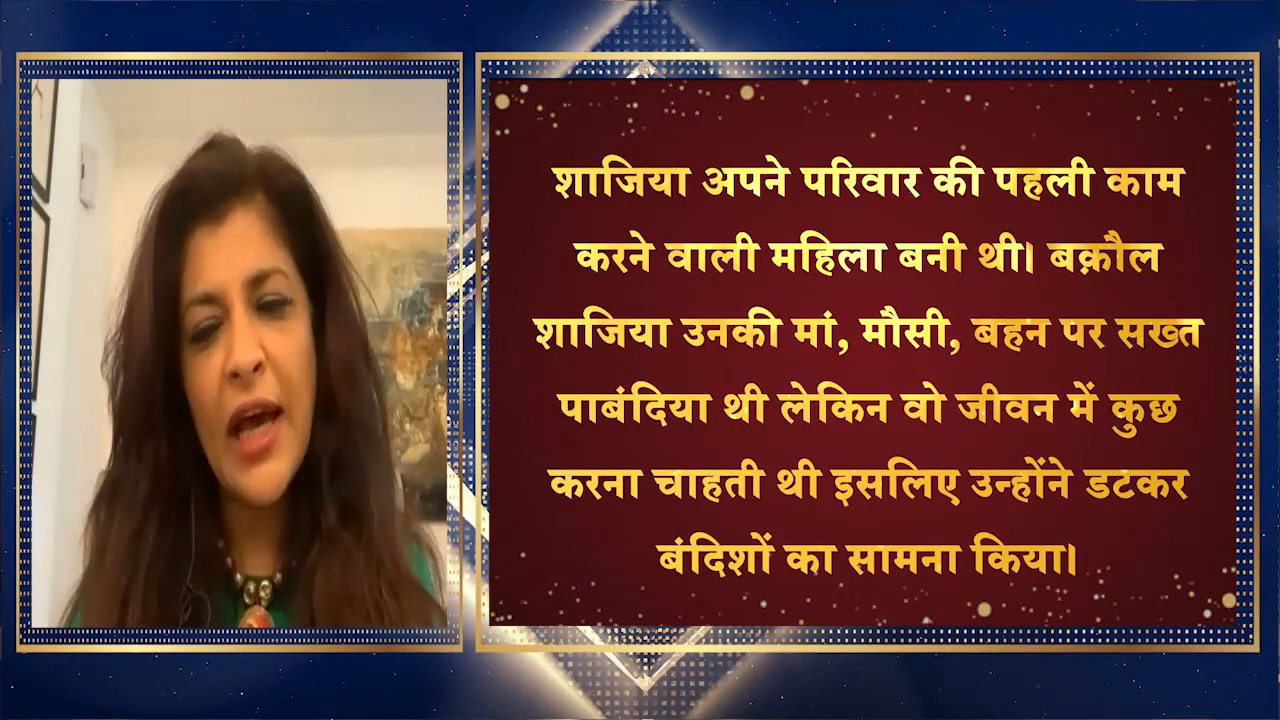 शाजिया अपने परिवार की पहली काम
करने वाली महिला बनी थी। बक़ौल
शाजिया उनकी मां, मौसी, बहन पर सख्त
पाबंदिया थी लेकिन वो जीवन में कुछ
करना चाहती थी इसलिए उन्होंने डटकर
बंदिशों का सामना किया।